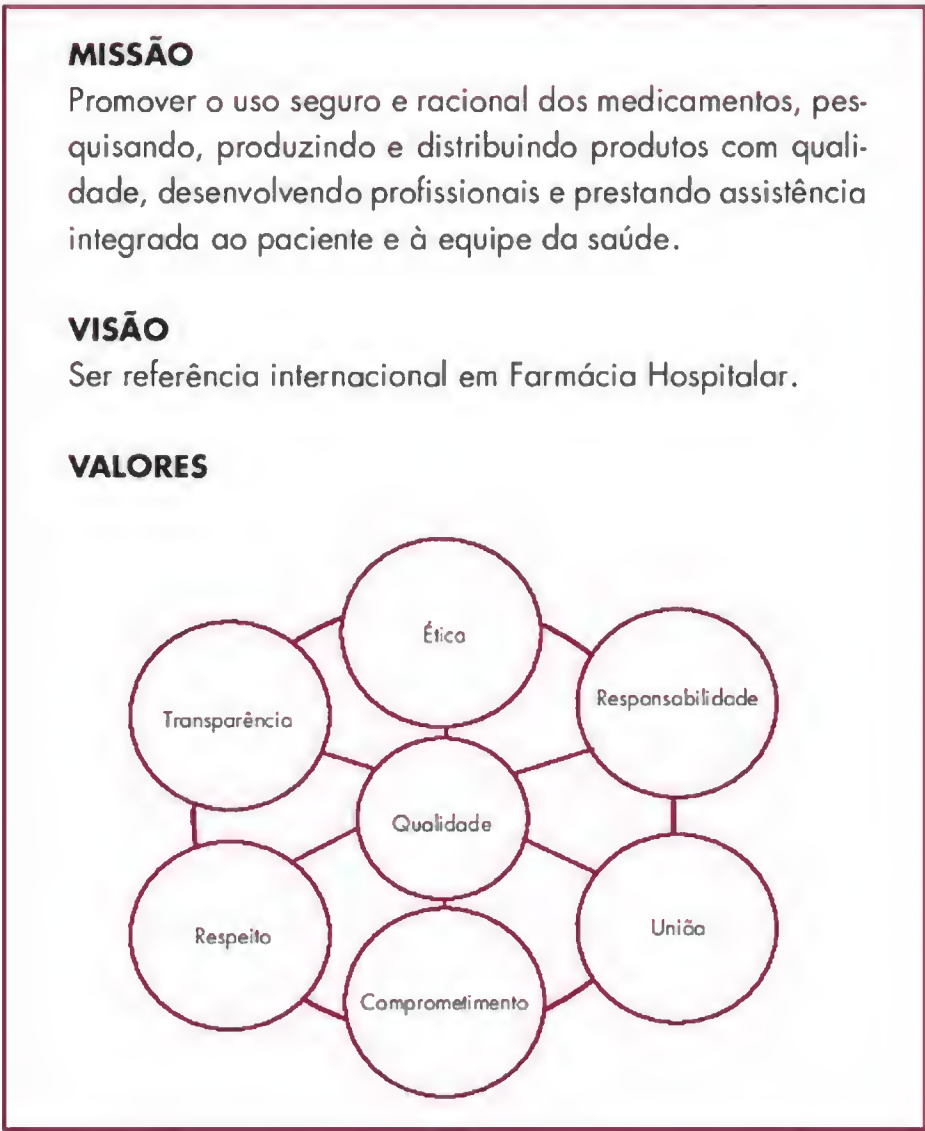 MISSÃO
Promover o uso seguro e racional dos medicamentos, pes-
quisando, produzindo e distribuindo produtos com quali-
dade, desenvolvendo profissionais e prestando assistência
integrada ao paciente e à equipe da saúde.
VISÃO
Ser referência internacional em Farmácia Hospitalar.
VALORES
Ética
Responsabilidade
Transparência
Qualidade
União
Respeito
Comprometimento